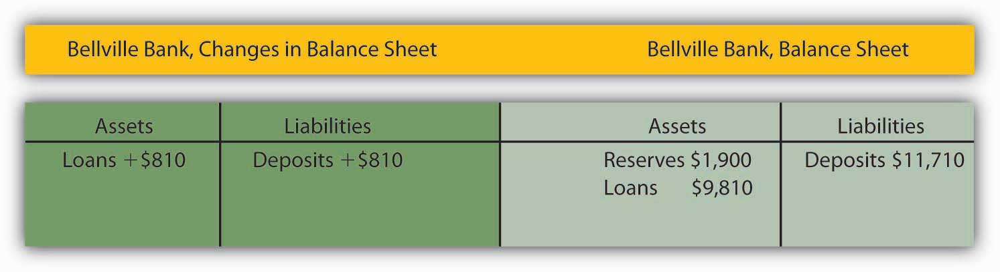 Bellville Bank, Changes in Balance Sheet
Bellville Bank, Balance Sheet
Assets Liabilities Assets Liabilities
Loans +$810 Deposits +$810 Reserves $1,900 Deposits $11,710
Loans $9,810